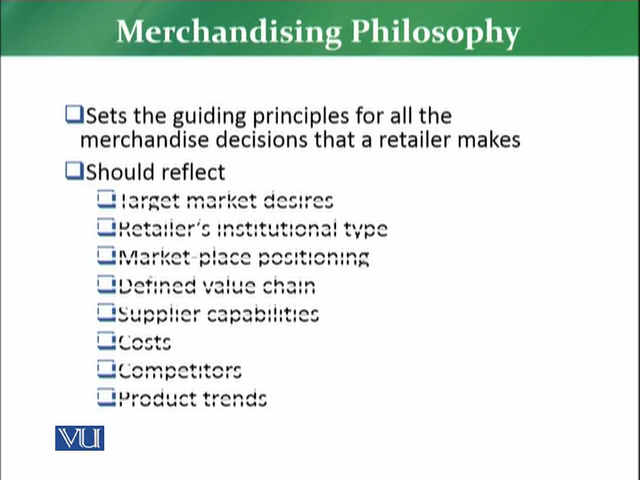 Merchandising Philosophy
Sets the guiding principles for all the
merchandise decisions that a retailer makes
Should reflect
Target market desires
Retailer's institutional type
Market-place positioning
Defined value chain
Supplier capabilities
Costs
Competitors
Product trends
VU